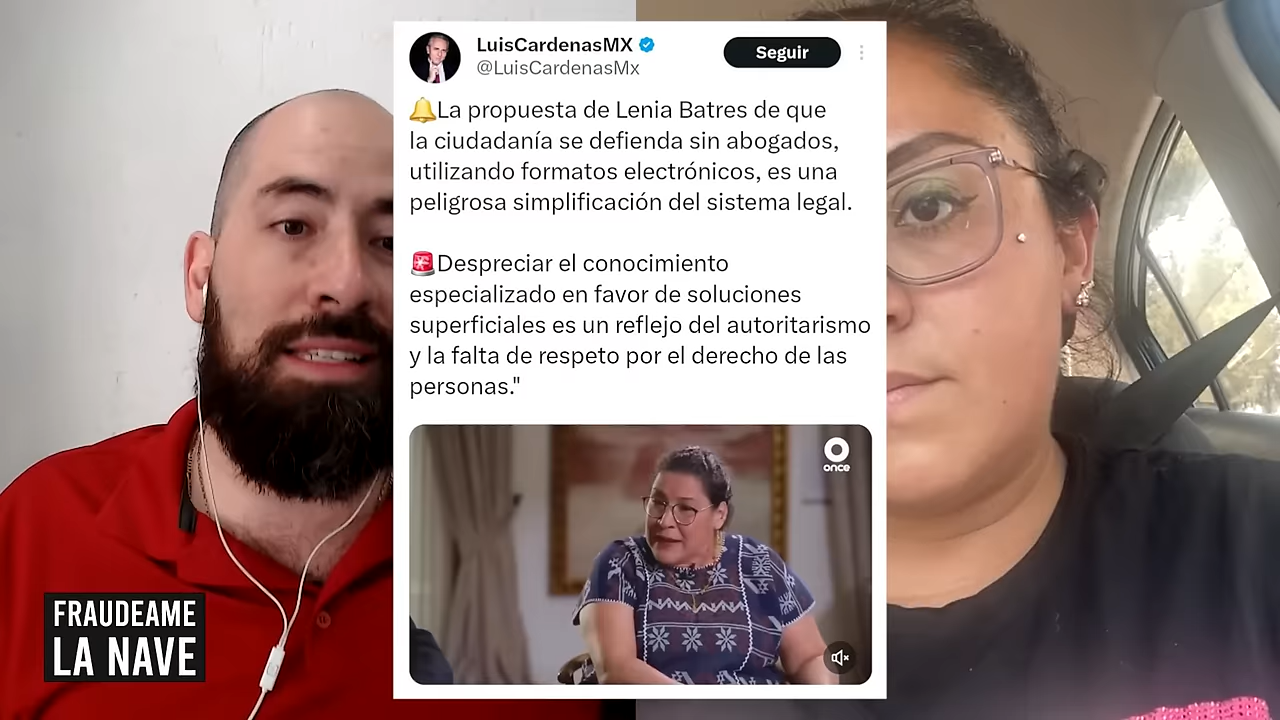 LuisCardenasMX
@LuisCardenasMx
Seguir
🔔La propuesta de Lenia Batres de que
la ciudadanía se defienda sin abogados,
utilizando formatos electrónicos, es una
peligrosa simplificación del sistema legal.
🚨Despreciar el conocimiento
especializado en favor de soluciones
superficiales es un reflejo del autoritarismo
y la falta de respeto por el derecho de las
personas."
once
FRAUDEAME
LA NAVE